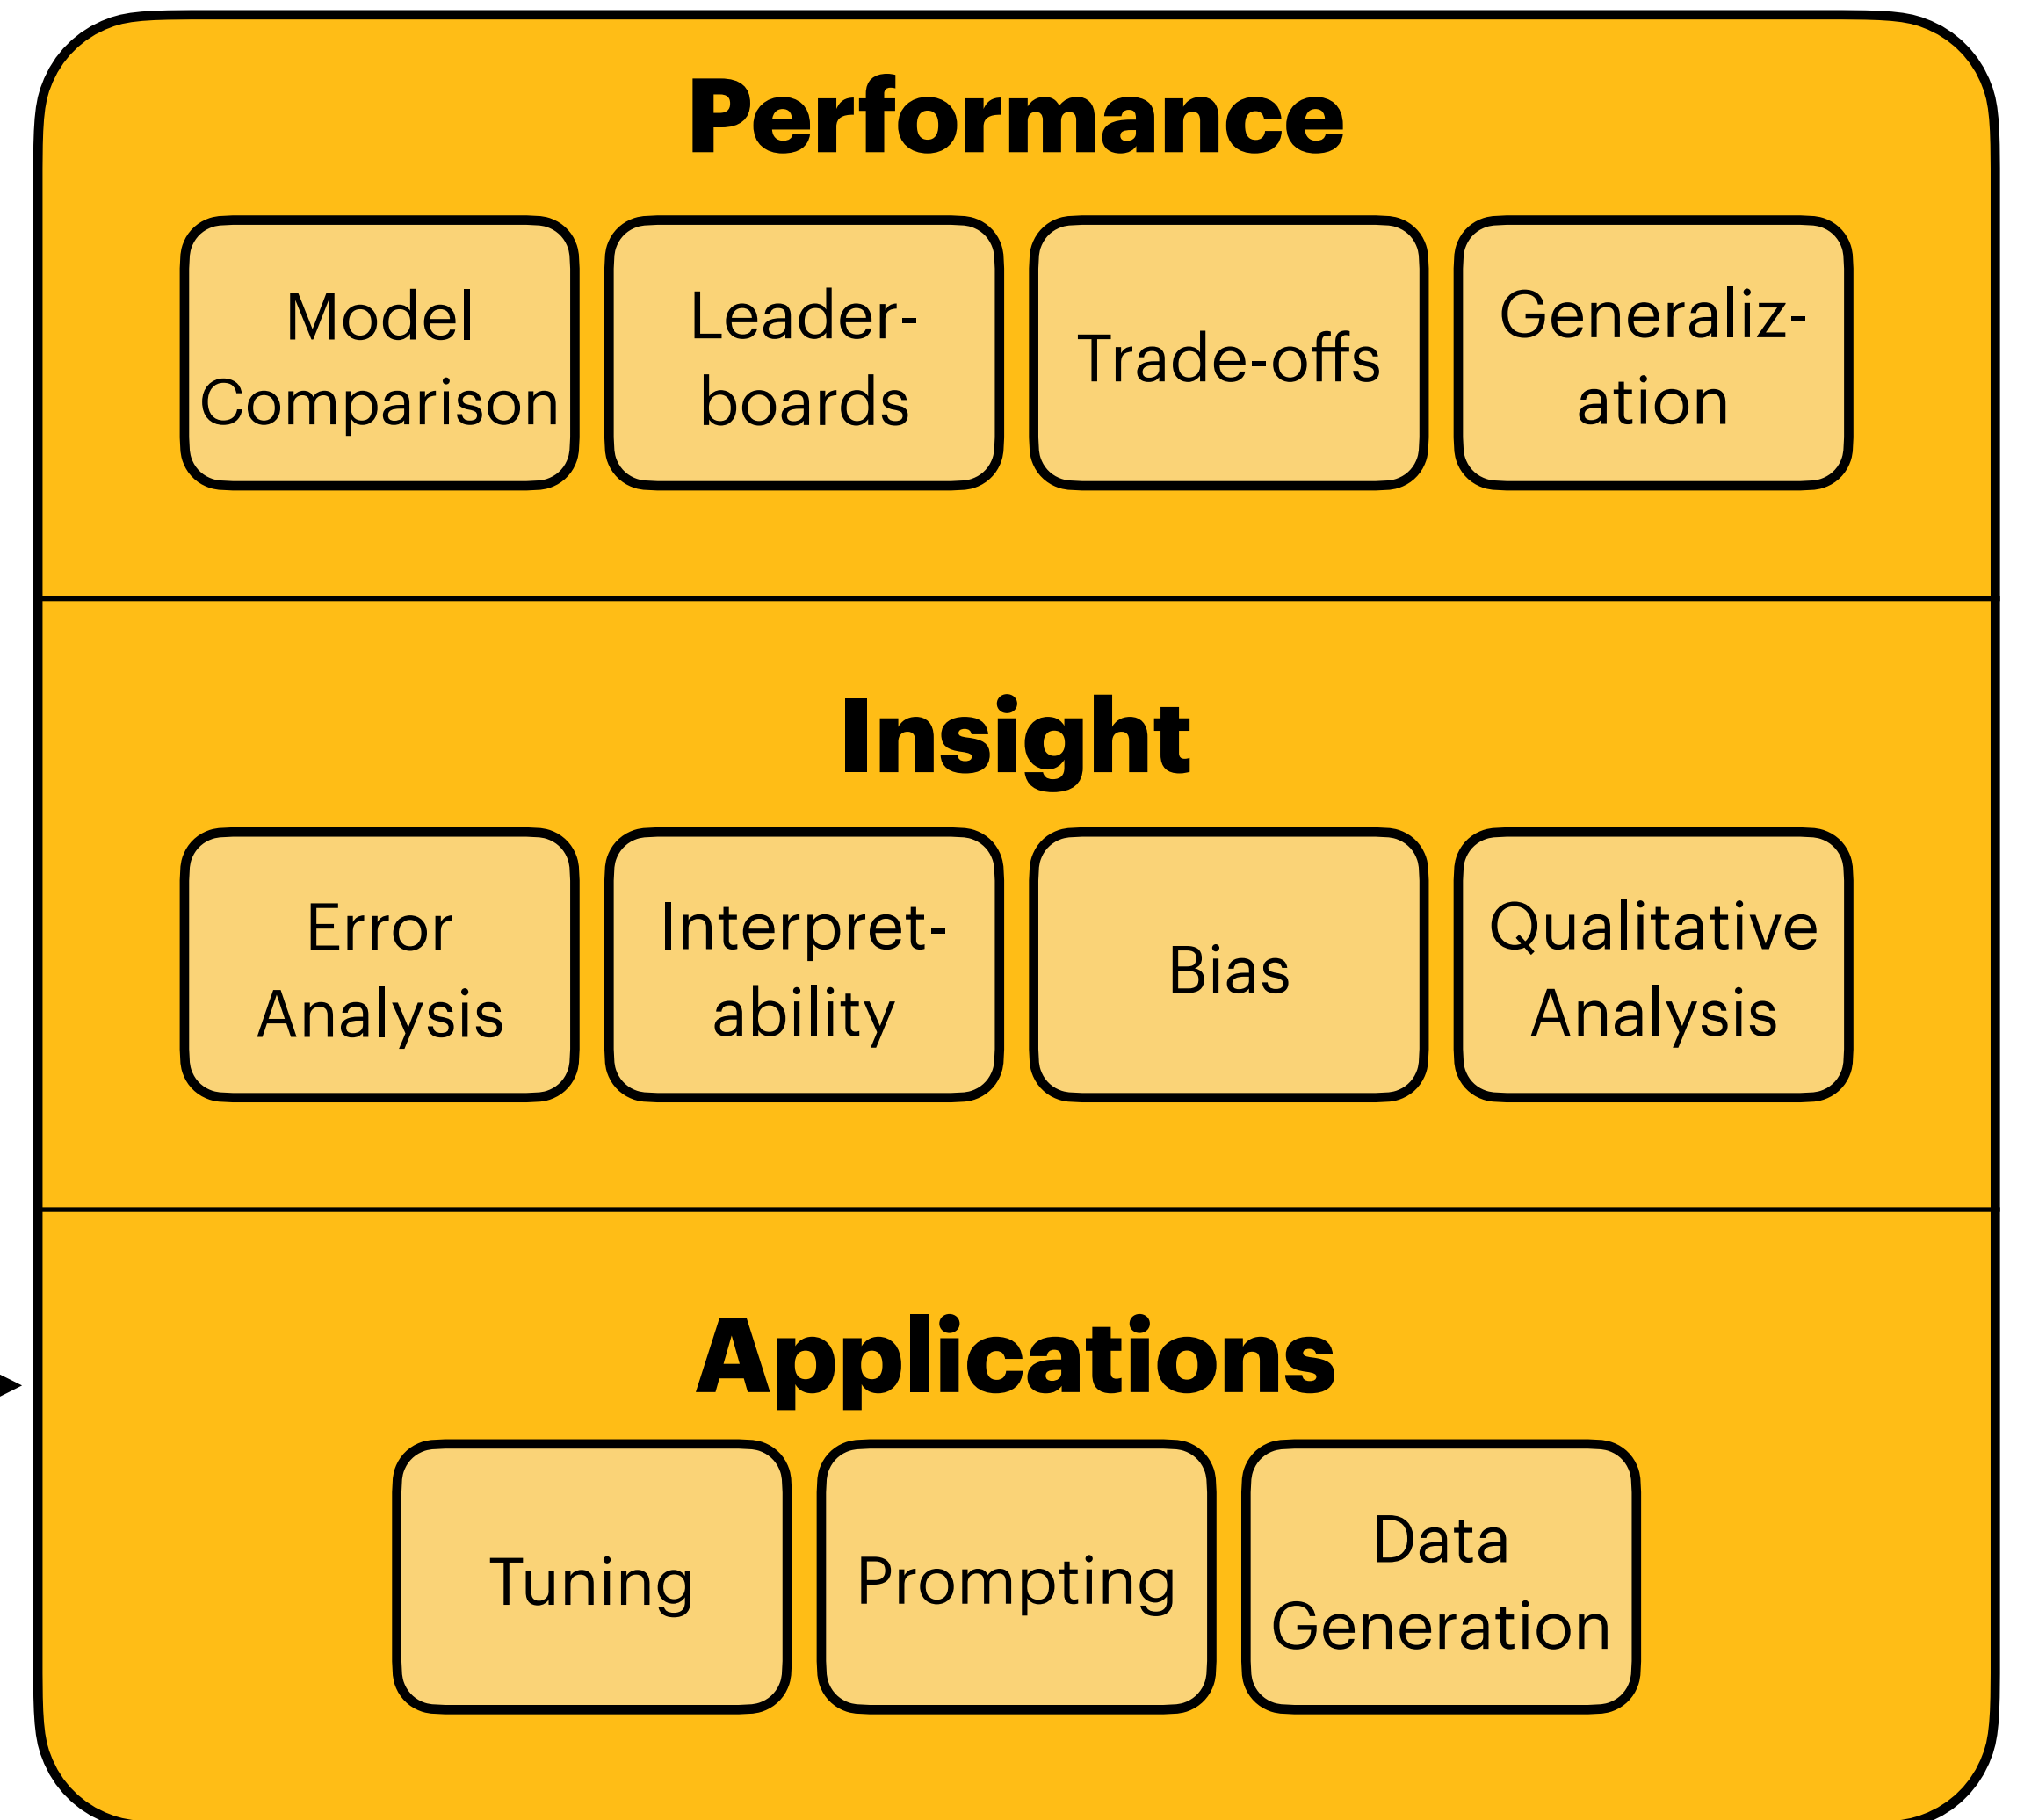 Performance
Model
Comparison
Leader-
boards
Trade-offs
Generaliz-
ation
Insight
Error
Analysis
Interpret-
ability
Bias
Qualitative
Analysis
Applications
Tuning
Prompting
Data
Generation